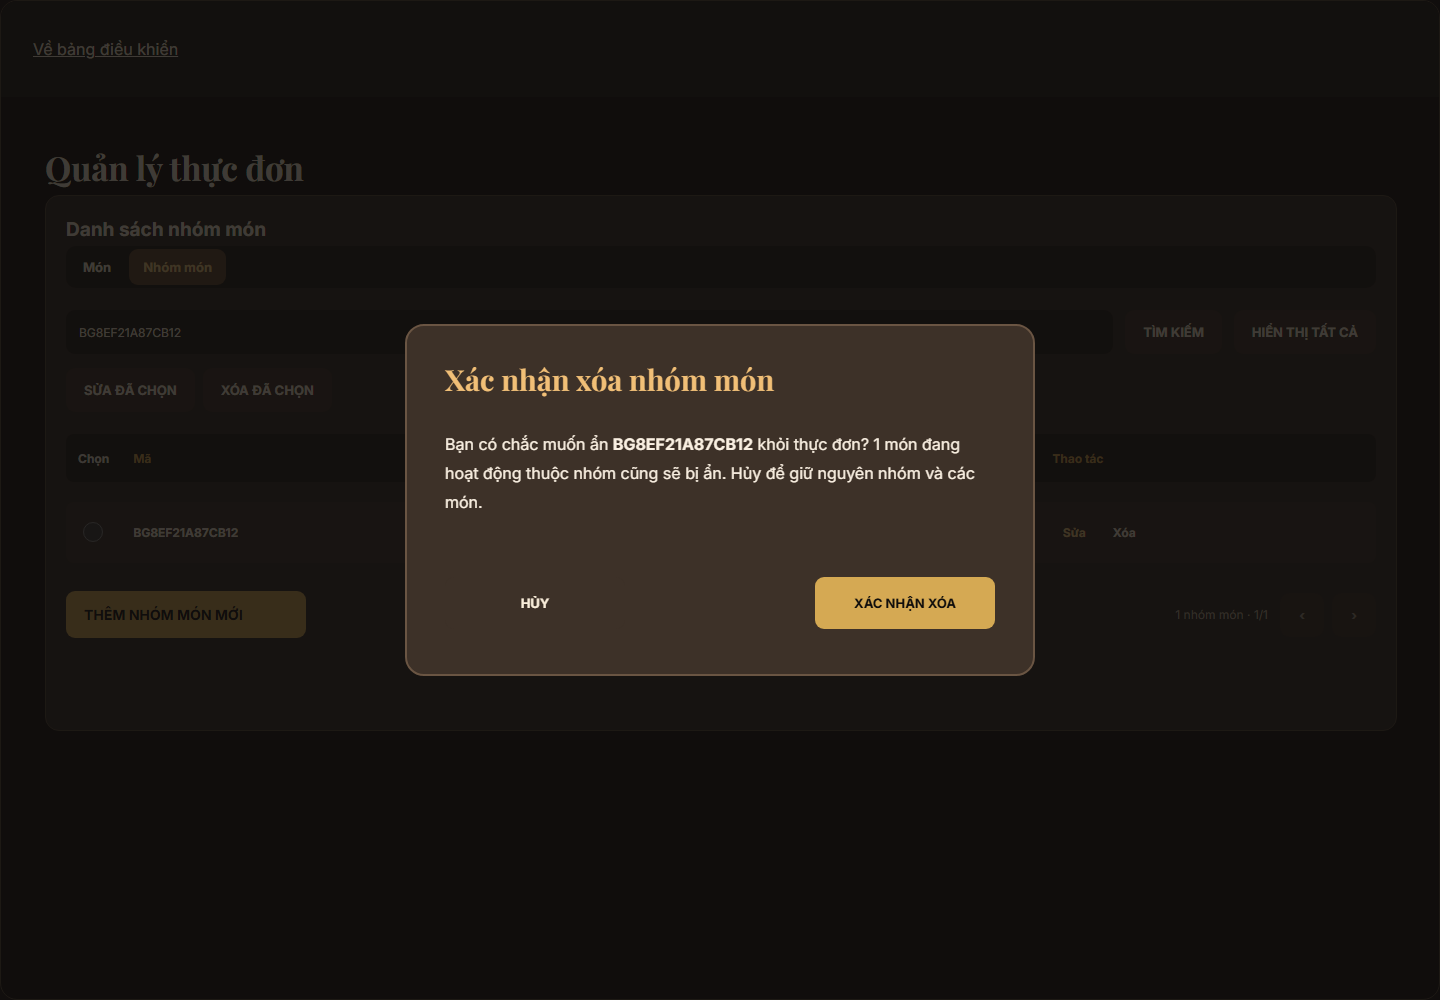 Về bảng điều khiển
Quản lý thực đơn
Danh sách nhóm món
Món Nhóm món
BG8EF21A87CB12 TÌM KIẾM HIỂN THỊ TẤT CẢ
SỬA ĐÃ CHỌN XÓA ĐÃ CHỌN
Chọn Mã Thao tác
BG8EF21A87CB12 Sửa Xóa
THÊM NHÓM MÓN MỚI 1 nhóm món · 1/1 ‹ ›
Xác nhận xóa nhóm món
Bạn có chắc muốn ẩn BG8EF21A87CB12 khỏi thực đơn? 1 món đang
hoạt động thuộc nhóm cũng sẽ bị ẩn. Hủy để giữ nguyên nhóm và các
món.
HỦY XÁC NHẬN XÓA